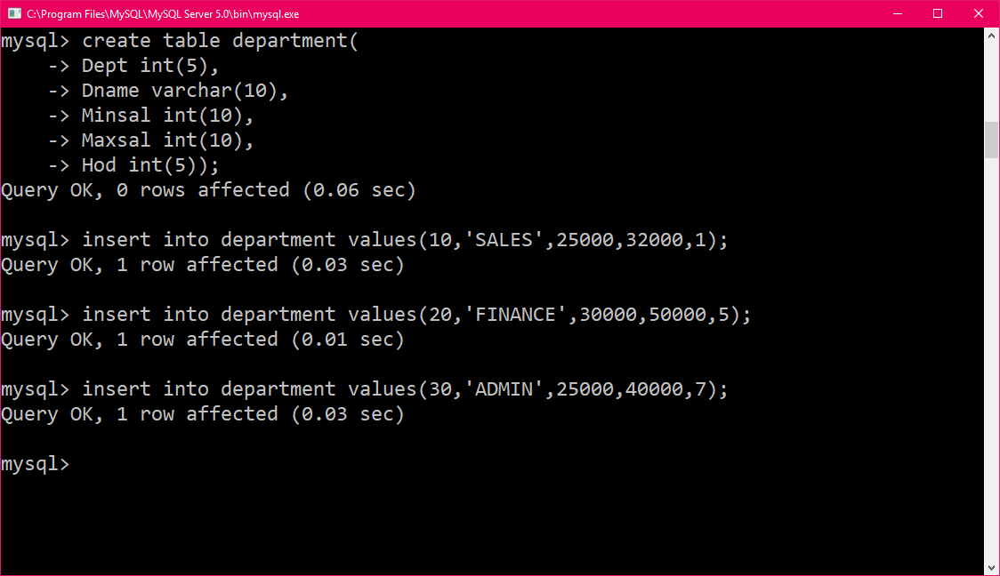 C:\Program Files\MySQL\MySQL Server 5.0\bin\mysql.exe
mysql> create table department(
    -> Dept int(5),
    -> Dname varchar(10),
    -> Minsal int(10),
    -> Maxsal int(10),
    -> Hod int(5));
Query OK, 0 rows affected (0.06 sec)
mysql> insert into department values(10,'SALES',25000,32000,1);
Query OK, 1 row affected (0.03 sec)
mysql> insert into department values(20,'FINANCE',30000,50000,5);
Query OK, 1 row affected (0.01 sec)
mysql> insert into department values(30,'ADMIN',25000,40000,7);
Query OK, 1 row affected (0.03 sec)
mysql>